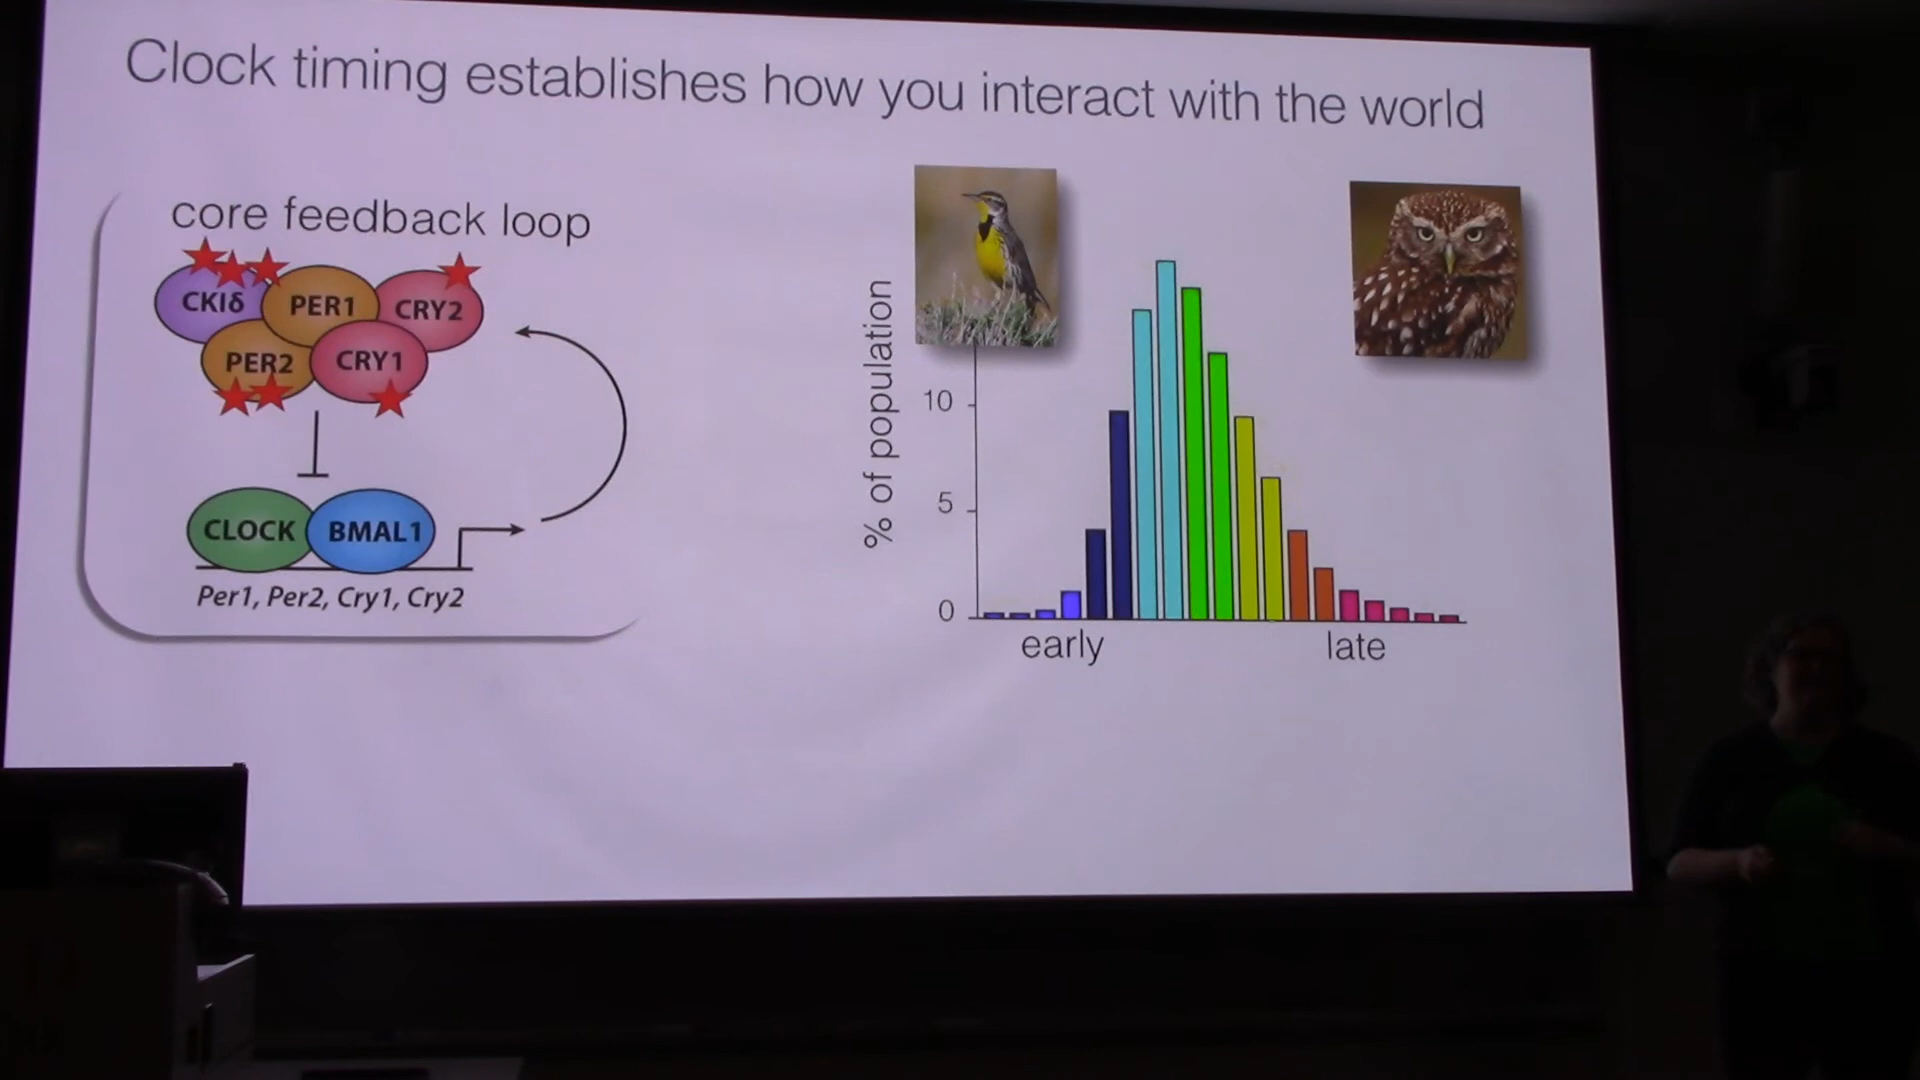 Clock timing establishes how you interact with the world
core feedback loop
CKIδ
PER1
CRY2
PER2
CRY1
CLOCK
BMAL1
Per1, Per2, Cry1, Cry2
% of population
10
5
0
early
late